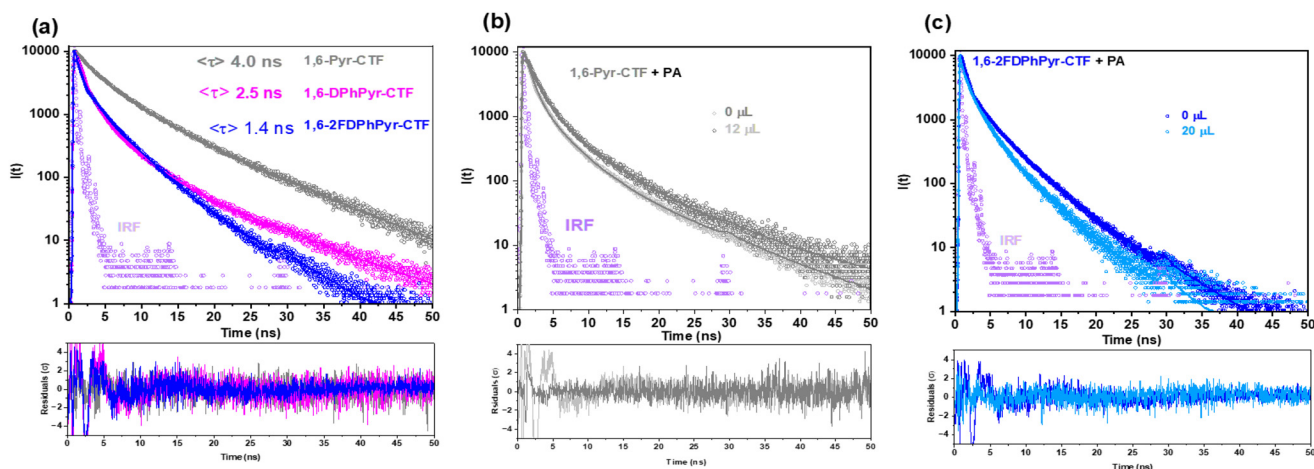 (a)
10000
1000
100
10
1
I(t)
<τ> 4.0 ns 1,6-Pyr-CTF
<τ> 2.5 ns 1,6-DPhPyr-CTF
<τ> 1.4 ns 1,6-2FDPhPyr-CTF
IRF
0 5 10 15 20 25 30 35 40 45 50
Time (ns)
4
2
0
-2
-4
Residuals (σ)
0 5 10 15 20 25 30 35 40 45 50
Time (ns)
(b)
10000
1000
100
10
1
I(t)
1,6-Pyr-CTF + PA
0 µL
12 µL
IRF
0 5 10 15 20 25 30 35 40 45 50
Time (ns)
4
2
0
-2
-4
Rsiduals (σ)
0 5 10 15 20 25 30 35 40 45 50
Time (ns)
(c)
10000
1000
100
10
1
I(t)
1,6-2FDPhPyr-CTF + PA
0 µL
20 µL
IRF
0 5 10 15 20 25 30 35 40 45 50
Time (ns)
4
2
0
-2
-4
Residuals (σ)
0 5 10 15 20 25 30 35 40 45 50
Time (ns)